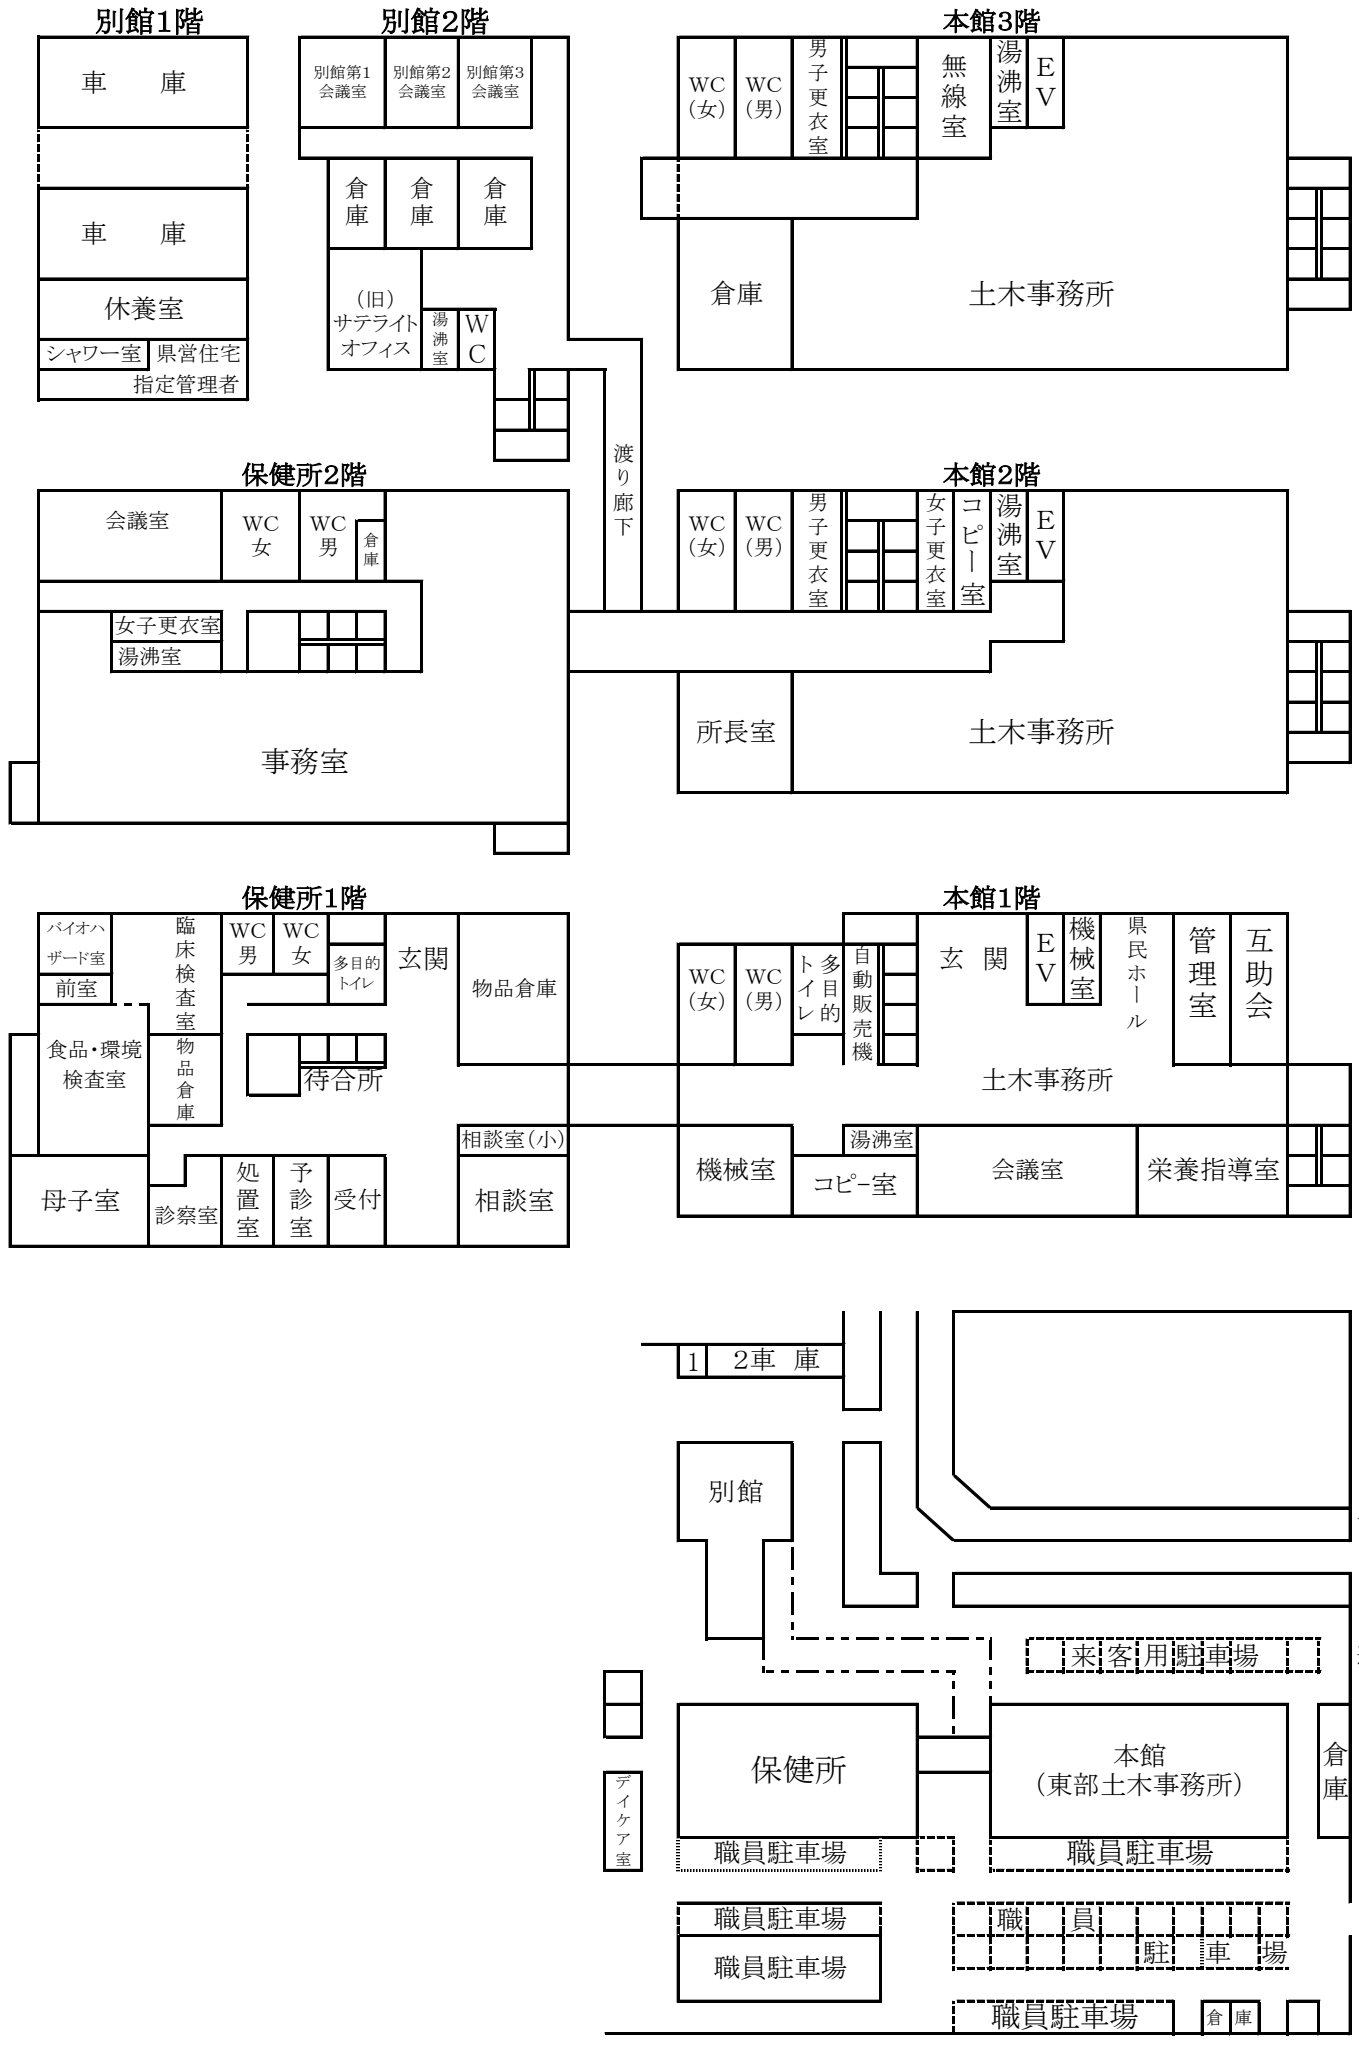 別館1階
車 庫
車 庫
休養室
シャワー室
県営住宅
指定管理者
別館2階
別館第1
会議室
別館第2
会議室
別館第3
会議室
倉庫
倉庫
倉庫
（旧）
サテライト
オフィス
湯沸室
WC
渡り廊下
本館3階
WC
（女）
WC
（男）
男子更衣室
無線室
湯沸室
EV
倉庫
土木事務所
保健所2階
会議室
WC
女
WC
男
倉庫
女子更衣室
湯沸室
事務室
本館2階
WC
（女）
WC
（男）
男子更衣室
女子更衣室
コピー室
湯沸室
EV
所長室
土木事務所
保健所1階
バイオハ
ザード室
前室
臨床検査室
WC
男
WC
女
多目的
トイレ
玄関
物品倉庫
食品・環境
検査室
物品倉庫
待合所
相談室（小）
母子室
診察室
処置室
予診室
受付
相談室
本館1階
WC
（女）
WC
（男）
多目的
トイレ
自動販売機
玄 関
EV
機械室
県民ホール
管理室
互助会
土木事務所
機械室
湯沸室
コピー室
会議室
栄養指導室
1
2車 庫
別館
来客用駐車場
保健所
本館
（東部土木事務所）
倉庫
デイケア室
職員駐車場
職員駐車場
職員駐車場
職員
駐車場
職員駐車場
職員駐車場
倉庫